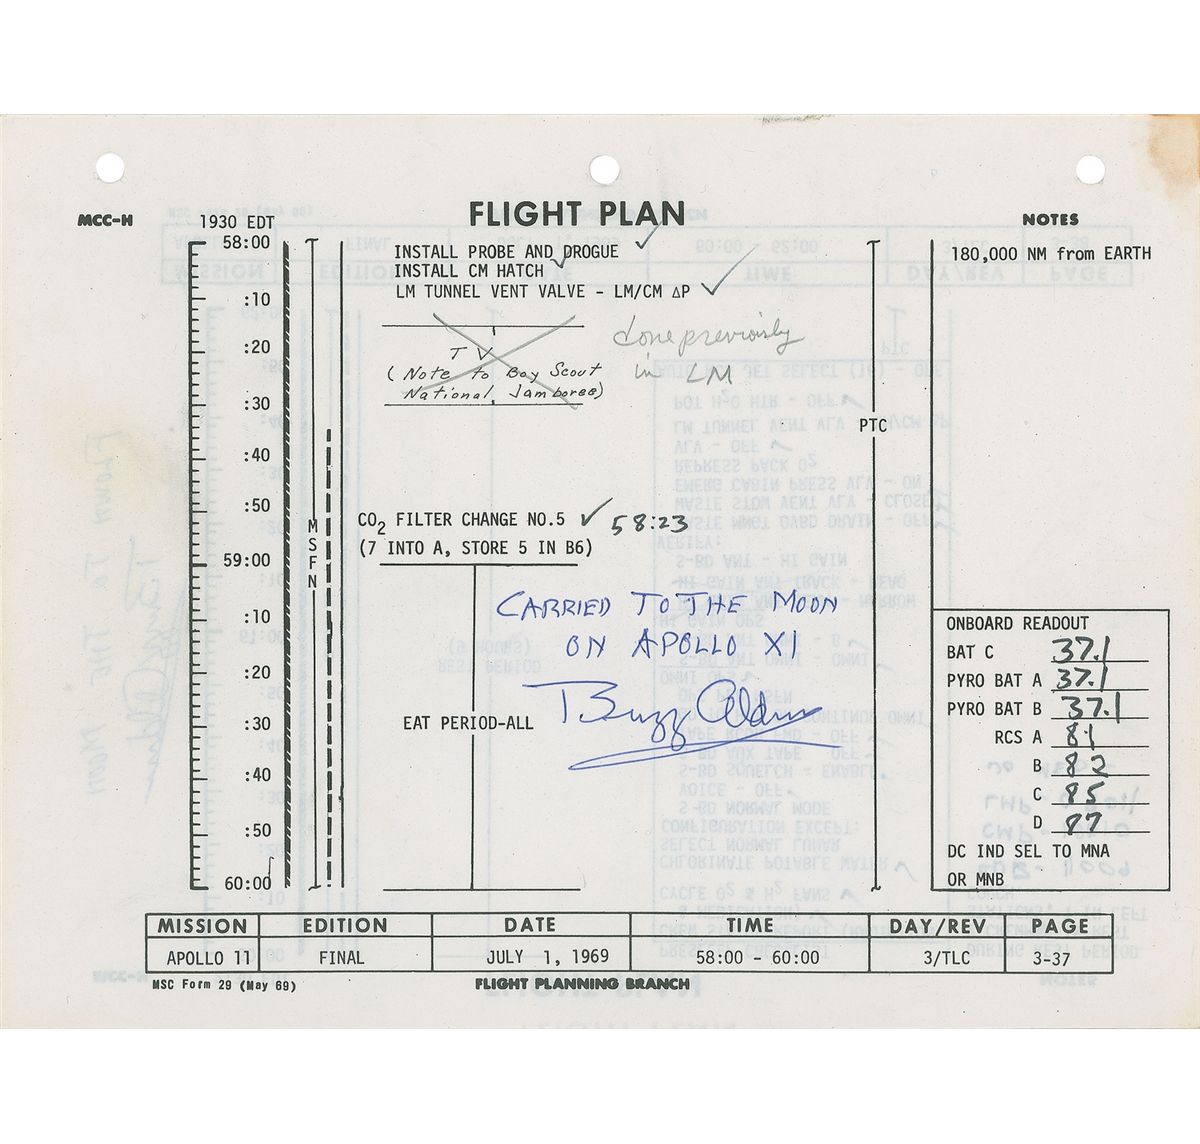 FLIGHT PLAN
MCC-H
1930 EDT
NOTES
58:00
INSTALL PROBE AND DROGUE ✓
180,000 NM from EARTH
INSTALL CM HATCH ✓
LM TUNNEL VENT VALVE - LM/CM ΔP ✓
:10
done previously
in LM
:20
T V
(Note to Boy Scout
National Jamboree)
:30
PTC
:40
:50
CO2 FILTER CHANGE NO.5 ✓ 58:23
(7 INTO A, STORE 5 IN B6)
MSFN
59:00
CARRIED TO THE MOON
ON APOLLO XI
Buzz Aldrin
:10
:20
:30
EAT PERIOD-ALL
:40
:50
60:00
ONBOARD READOUT
BAT C 37.1
PYRO BAT A 37.1
PYRO BAT B 37.1
RCS A 81
B 82
C 85
D 87
DC IND SEL TO MNA
OR MNB
MISSION EDITION DATE TIME DAY/REV PAGE
APOLLO 11 FINAL JULY 1, 1969 58:00 - 60:00 3/TLC 3-37
MSC Form 29 (May 69)
FLIGHT PLANNING BRANCH